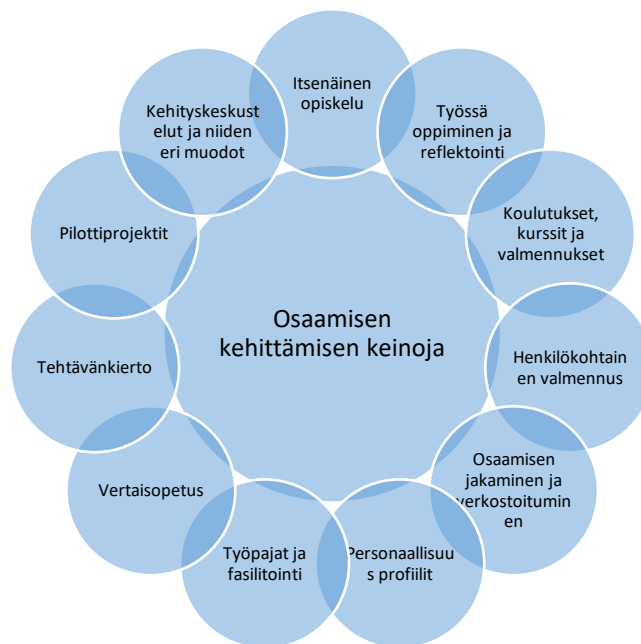 Itsenäinen
opiskelu
Työssä
oppiminen ja
reflektointi
Koulutukset,
kurssit ja
valmennukset
Henkilökohtain
en valmennus
Osaamisen
jakaminen ja
verkostoitumin
en
Personaallisuu
s profiilit
Työpajat ja
fasilitointi
Vertaisopetus
Tehtävänkierto
Pilottiprojektit
Kehityskeskust
elut ja niiden
eri muodot
Osaamisen
kehittämisen keinoja